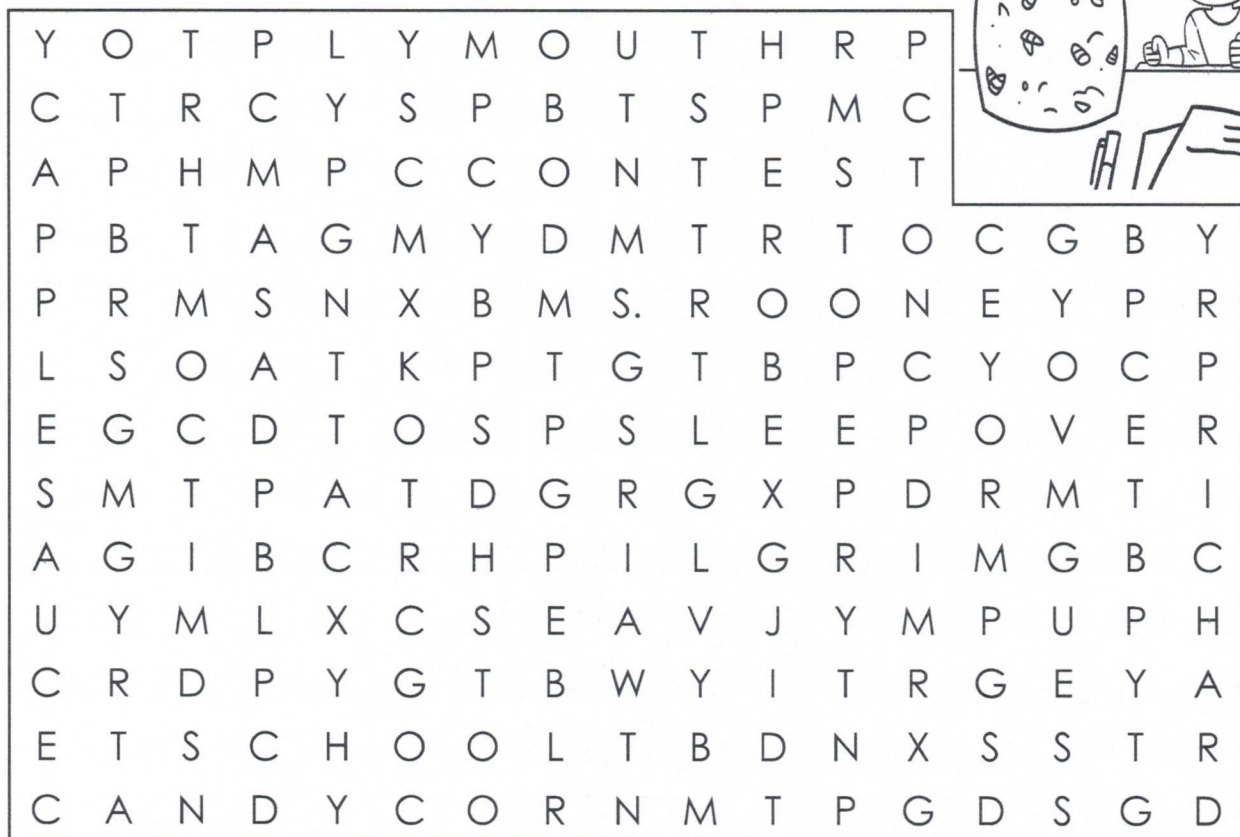 Y O T P L Y M O U T H R P
C T R C Y S P B T S P M C
A P H M P C C O N T E S T
P B T A G M Y D M T R T O C G B Y
P R M S N X B M S. R O O N E Y P R
L S O A T K P T G T B P C Y O C P
E G C D T O S P S L E E P O V E R
S M T P A T D G R G X P D R M T I
A G I B C R H P I L G R I M G B C
U Y M L X C S E A V J Y M P U P H
C R D P Y G T B W Y I T R G E Y A
E T S C H O O L T B D N X S S T R
C A N D Y C O R N M T P G D S G D